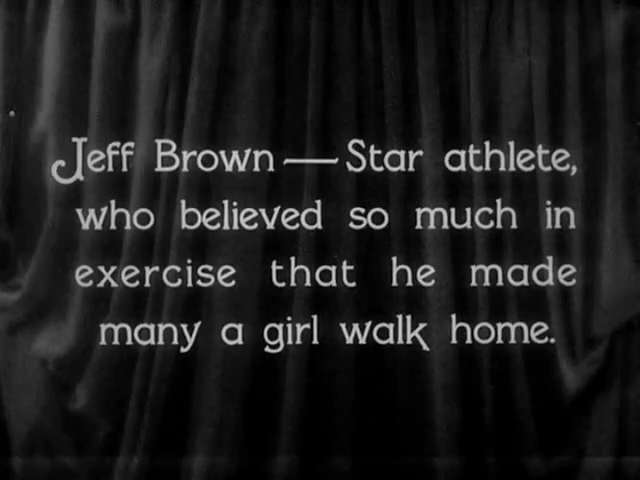 Jeff Brown — Star athlete,
who believed so much in
exercise that he made
many a girl walk home.